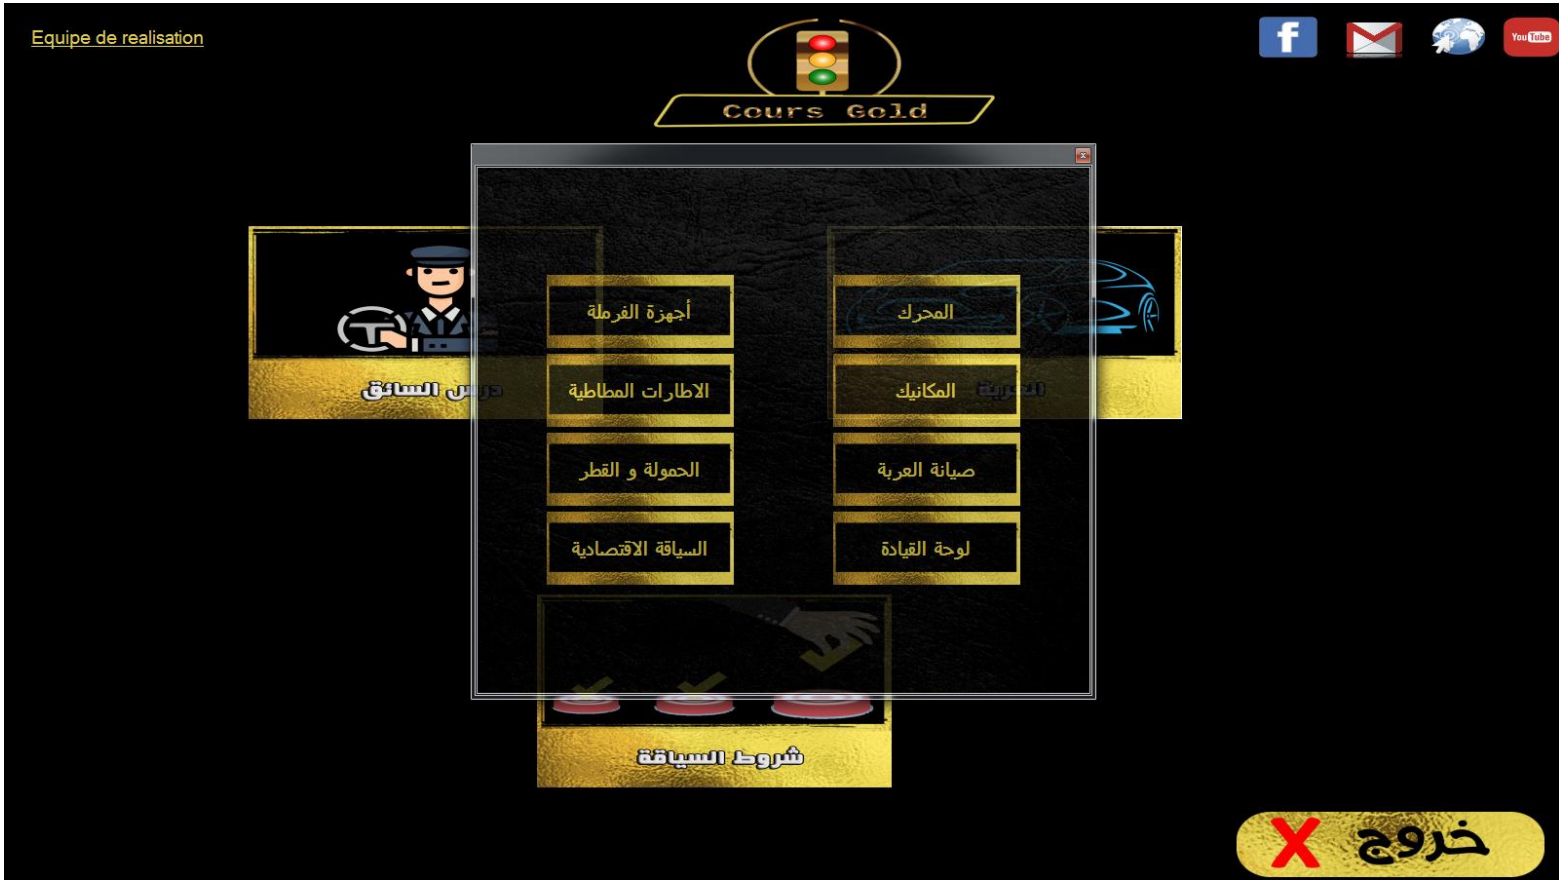 Equipe de realisation
You Tube
Cours Gold
المحرك
أجهزة الفرملة
المكانيك
الاطارات المطاطية
صيانة العربة
الحمولة و القطر
لوحة القيادة
السياقة الاقتصادية
العربة
درس السائق
شروط السياقة
خروج